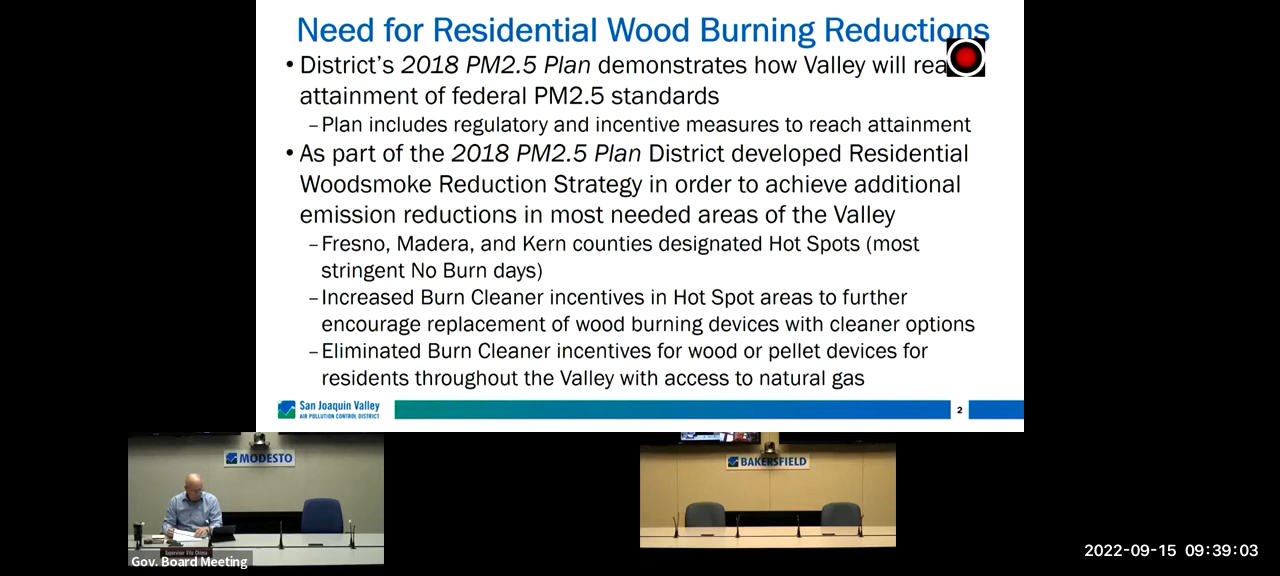 Need for Residential Wood Burning Reductions
• District's 2018 PM2.5 Plan demonstrates how Valley will rea
attainment of federal PM2.5 standards
– Plan includes regulatory and incentive measures to reach attainment
• As part of the 2018 PM2.5 Plan District developed Residential
Woodsmoke Reduction Strategy in order to achieve additional
emission reductions in most needed areas of the Valley
– Fresno, Madera, and Kern counties designated Hot Spots (most
stringent No Burn days)
– Increased Burn Cleaner incentives in Hot Spot areas to further
encourage replacement of wood burning devices with cleaner options
– Eliminated Burn Cleaner incentives for wood or pellet devices for
residents throughout the Valley with access to natural gas
San Joaquin Valley
AIR POLLUTION CONTROL DISTRICT
2
MODESTO
BAKERSFIELD
Supervisor Vito Chiesa
Gov. Board Meeting
2022-09-15 09:39:03